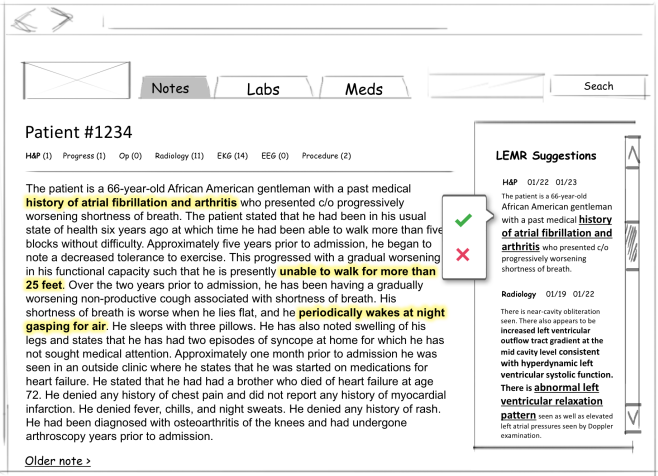 Notes
Labs
Meds
Seach
Patient #1234
H&P (1) Progress (1) Op (0) Radiology (11) EKG (14) EEG (0) Procedure (2)
The patient is a 66-year-old African American gentleman with a past medical
history of atrial fibrillation and arthritis who presented c/o progressively
worsening shortness of breath. The patient stated that he had been in his usual
state of health six years ago at which time he had been able to walk more than five
blocks without difficulty. Approximately five years prior to admission, he began to
note a decreased tolerance to exercise. This progressed with a gradual worsening
in his functional capacity such that he is presently unable to walk for more than
25 feet. Over the two years prior to admission, he has been having a gradually
worsening non-productive cough associated with shortness of breath. His
shortness of breath is worse when he lies flat, and he periodically wakes at night
gasping for air. He sleeps with three pillows. He has also noted swelling of his
legs and states that he has had two episodes of syncope at home for which he has
not sought medical attention. Approximately one month prior to admission he was
seen in an outside clinic where he states that he was started on medications for
heart failure. He stated that he had had a brother who died of heart failure at age
72. He denied any history of chest pain and did not report any history of myocardial
infarction. He denied fever, chills, and night sweats. He denied any history of rash.
He had been diagnosed with osteoarthritis of the knees and had undergone
arthroscopy years prior to admission.
Older note >
LEMR Suggestions
H&P 01/22 01/23
The patient is a 66-year-old
African American gentleman
with a past medical history
of atrial fibrillation and
arthritis who presented c/o
progressively worsening
shortness of breath.
Radiology 01/19 01/22
There is near-cavity obliteration
seen. There also appears to be
increased left ventricular
outflow tract gradient at the
mid cavity level consistent
with hyperdynamic left
ventricular systolic function.
There is abnormal left
ventricular relaxation
pattern seen as well as elevated
left atrial pressures seen by Doppler
examination.